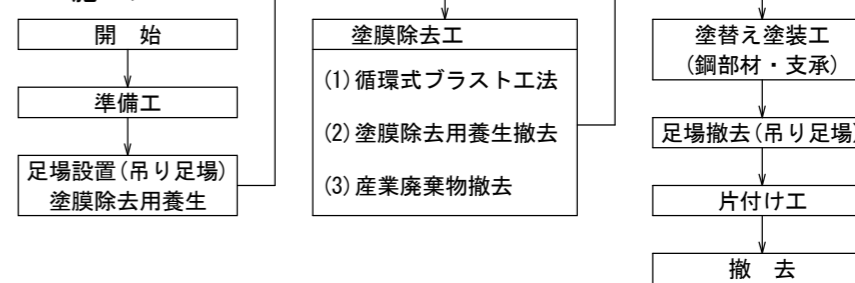 開　始
準備工
足場設置(吊り足場)
塗膜除去用養生
塗膜除去工
(1)循環式ブラスト工法
(2)塗膜除去用養生撤去
(3)産業廃棄物撤去
塗替え塗装工
(鋼部材・支承)
足場撤去(吊り足場)
片付け工
撤　去